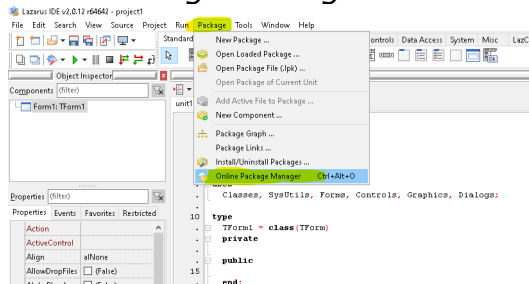 Lazarus IDE v2.0.12 r64642 - project1
File Edit Search View Source Project Run Package Tools Window Help
Standard
New Package ...
Open Loaded Package ...
Open Package File (.lpk) ...
Open Package of Current Unit
Add Active File to Package ...
New Component ...
Package Graph ...
Package Links ...
Install/Uninstall Packages ...
Online Package Manager Ctrl+Alt+O
ontrols Data Access System Misc LazC
Object Inspector
Components (filter)
Form1: TForm1
Properties (filter)
Properties Events Favorites Restricted
Action
ActiveControl
Align alNone
AllowDropFiles (False)
unit1
uses
Classes, SysUtils, Forms, Controls, Graphics, Dialogs;
10 type
TForm1 = class(TForm)
private
public
15
end;